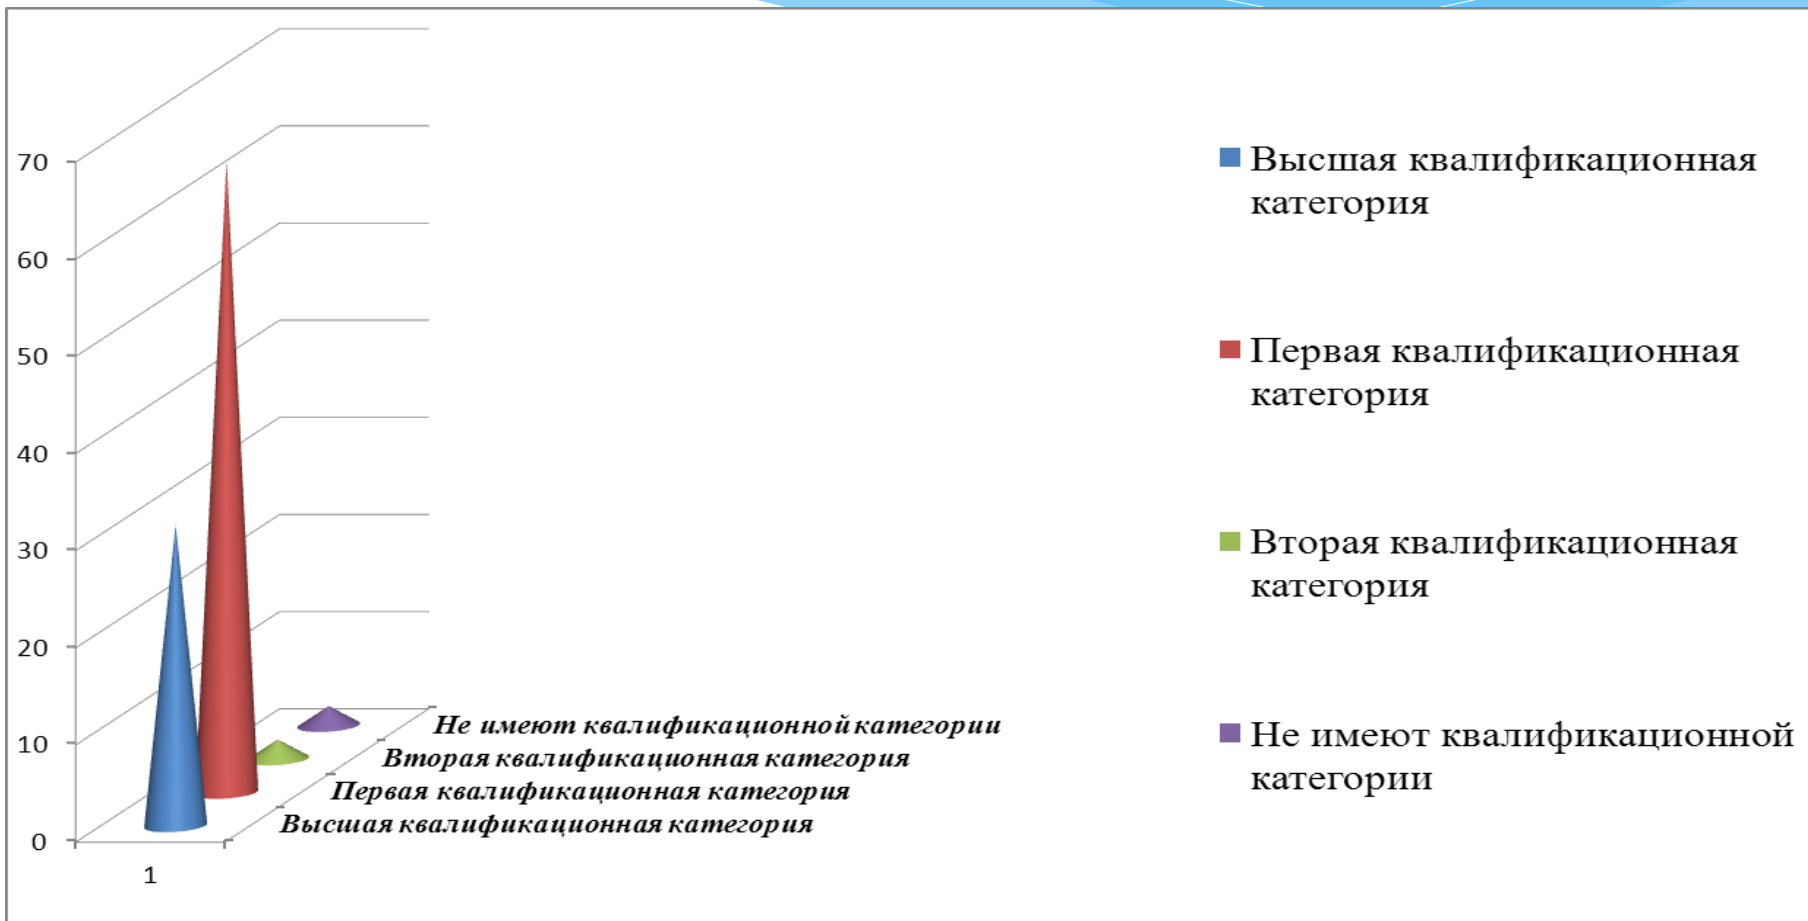 70
60
50
40
30
20
10
0
1
Не имеют квалификационной категории
Вторая квалификационная категория
Первая квалификационная категория
Высшая квалификационная категория
Высшая квалификационная
категория
Первая квалификационная
категория
Вторая квалификационная
категория
Не имеют квалификационной
категории